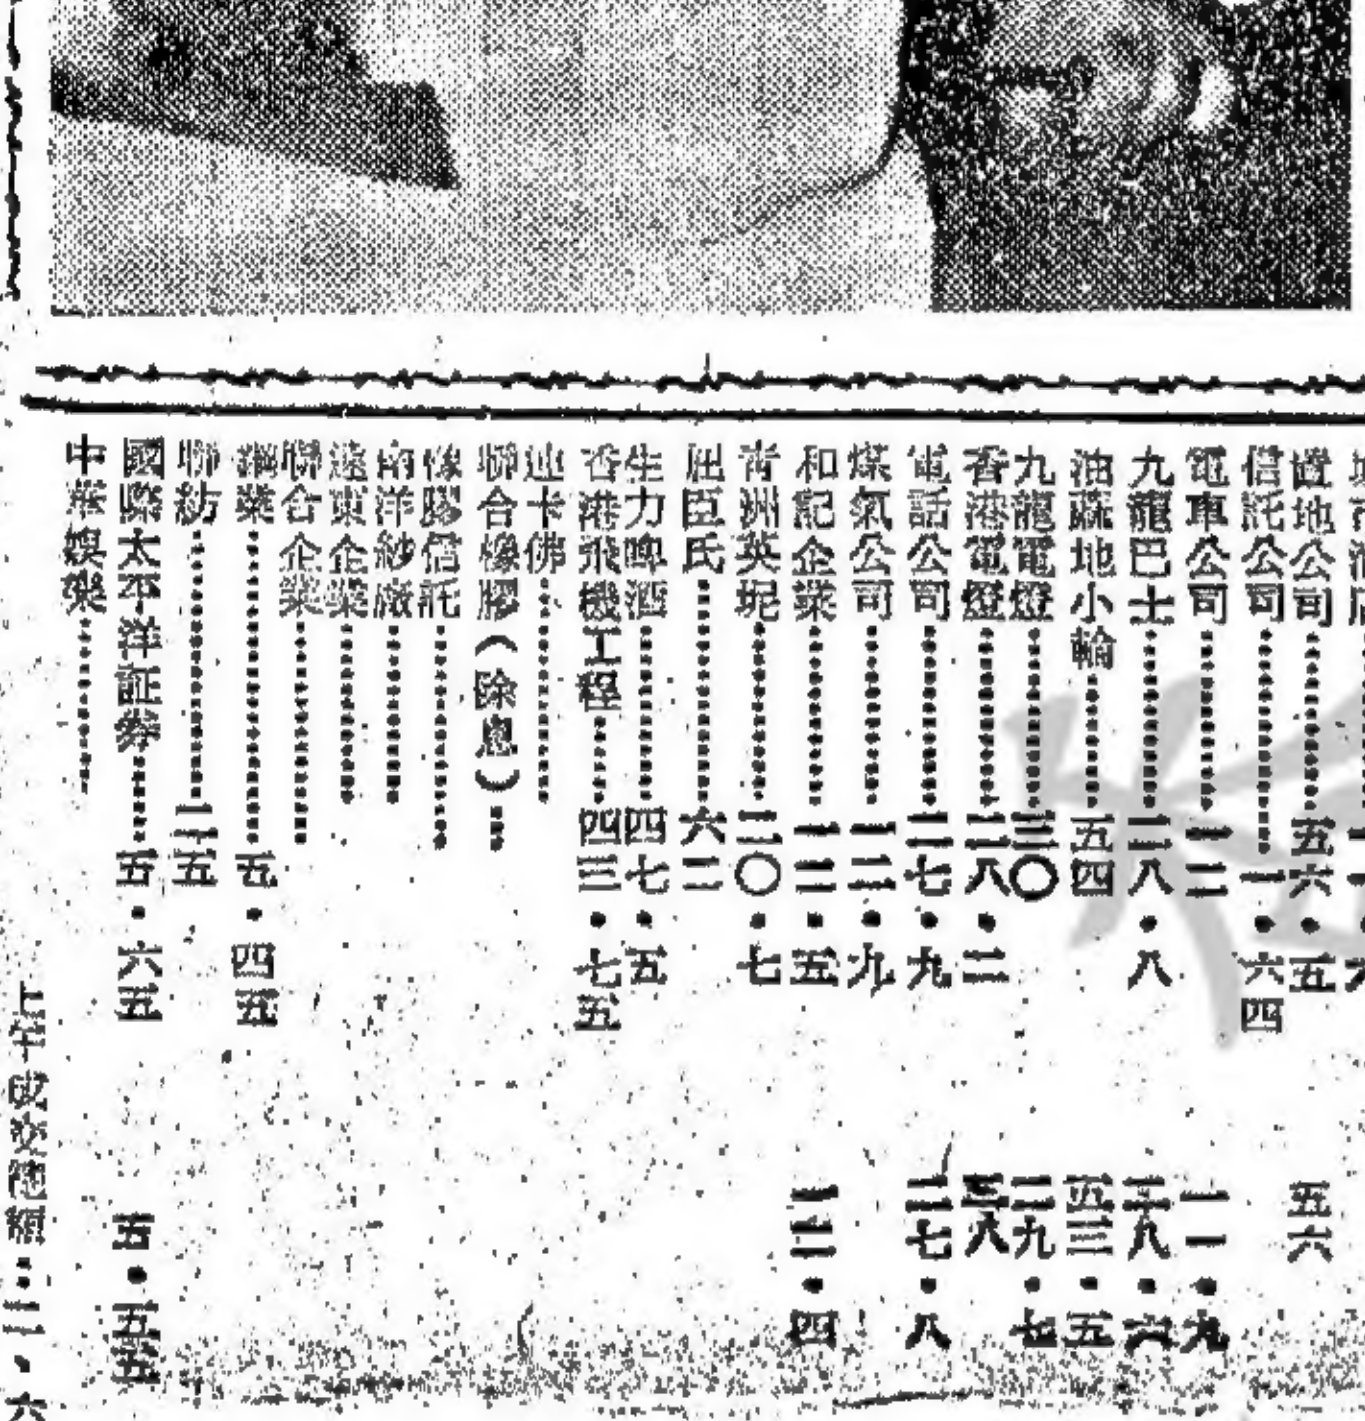 置地公司 五六・五 五六
信託公司 一・六四
電車公司 一二 一一・九
九龍巴士 二八・八 二八・六
油蔴地小輪 五四 五三・五
九龍電燈 三〇 二九・七
香港電燈 二八・二 二八
電話公司 二七・九 二七・八
煤氣公司 一二・九
和記企業 一二・五 一二・四
青洲英坭 二〇・七
屈臣氏 六二
生力啤酒 四七・五
香港飛機工程 四三・七五
連卡佛
聯合橡膠(除息)
橡膠信託
南洋紗廠
遠東企業
聯合企業
鋼業 五・四五
聯紡 二五
國際太平洋証券 五・六五 五・五五
中業娛樂
上午成交總額:二・六